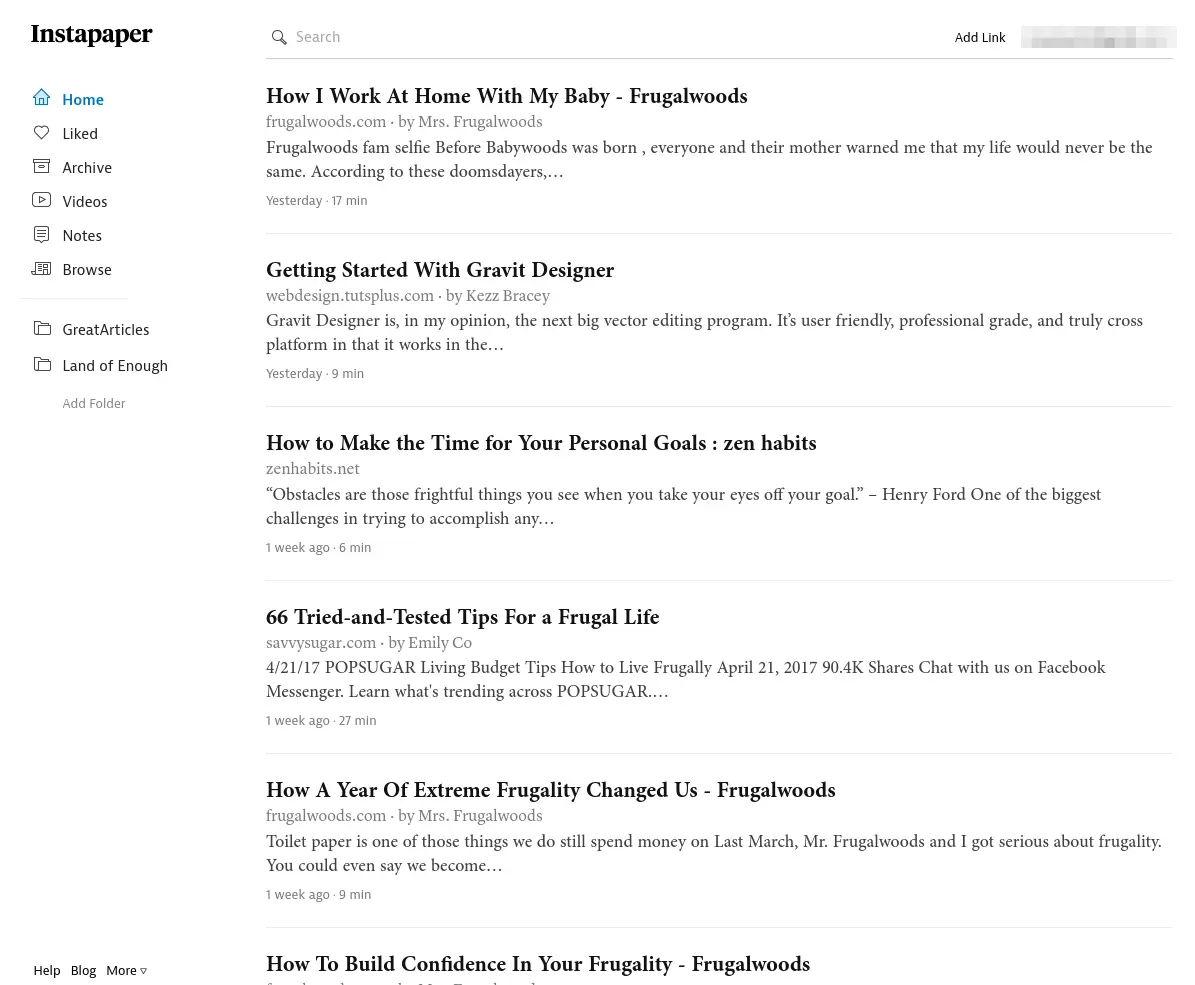 Instapaper
Search
Add Link
Home
Liked
Archive
Videos
Notes
Browse
GreatArticles
Land of Enough
Add Folder
How I Work At Home With My Baby - Frugalwoods
frugalwoods.com · by Mrs. Frugalwoods
Frugalwoods fam selfie Before Babywoods was born , everyone and their mother warned me that my life would never be the
same. According to these doomsdayers,…
Yesterday · 17 min
Getting Started With Gravit Designer
webdesign.tutsplus.com · by Kezz Bracey
Gravit Designer is, in my opinion, the next big vector editing program. It’s user friendly, professional grade, and truly cross
platform in that it works in the…
Yesterday · 9 min
How to Make the Time for Your Personal Goals : zen habits
zenhabits.net
“Obstacles are those frightful things you see when you take your eyes off your goal.” – Henry Ford One of the biggest
challenges in trying to accomplish any…
1 week ago · 6 min
66 Tried-and-Tested Tips For a Frugal Life
savvysugar.com · by Emily Co
4/21/17 POPSUGAR Living Budget Tips How to Live Frugally April 21, 2017 90.4K Shares Chat with us on Facebook
Messenger. Learn what's trending across POPSUGAR.…
1 week ago · 27 min
How A Year Of Extreme Frugality Changed Us - Frugalwoods
frugalwoods.com · by Mrs. Frugalwoods
Toilet paper is one of those things we do still spend money on Last March, Mr. Frugalwoods and I got serious about frugality.
You could even say we become…
1 week ago · 9 min
How To Build Confidence In Your Frugality - Frugalwoods
Help Blog More